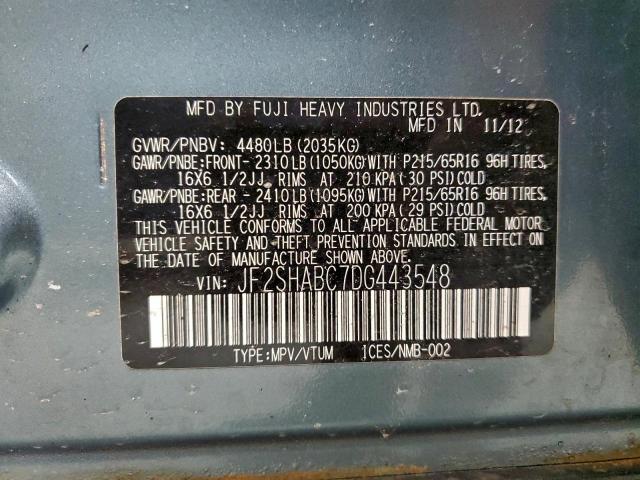 MFD BY FUJI HEAVY INDUSTRIES LTD.
MFD IN 11/12
GVWR/PNBV: 4480LB(2035KG)
GAWR/PNBE:FRONT-2310LB(1050KG)WITH P215/65R16 96H TIRES,
16X6 1/2JJ RIMS AT 210 KPA(30 PSI)COLD
GAWR/PNBE:REAR -2410LB(1095KG)WITH P215/65R16 96H TIRES,
16X6 1/2JJ RIMS AT 200 KPA(29 PSI)COLD
THIS VEHICLE CONFORMS TO ALL APPLICABLE FEDERAL MOTOR
VEHICLE SAFETY AND THEFT PREVENTION STANDARDS IN EFFECT ON
THE DATE OF MANUFACTURE SHOWN ABOVE.
VIN: JF2SHABC7DG443548
TYPE:MPV/VTUM ICES/NMB-002